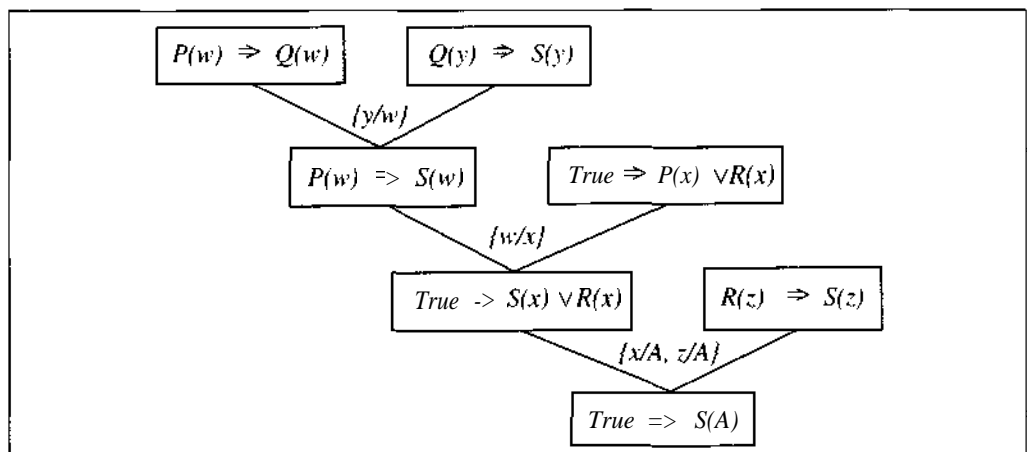 P(w) ⇒ Q(w)
Q(y) ⇒ S(y)
{y/w}
P(w) => S(w)
True ⇒ P(x) ∨R(x)
{w/x}
True -> S(x) ∨R(x)
R(z) ⇒ S(z)
{x/A, z/A}
True => S(A)